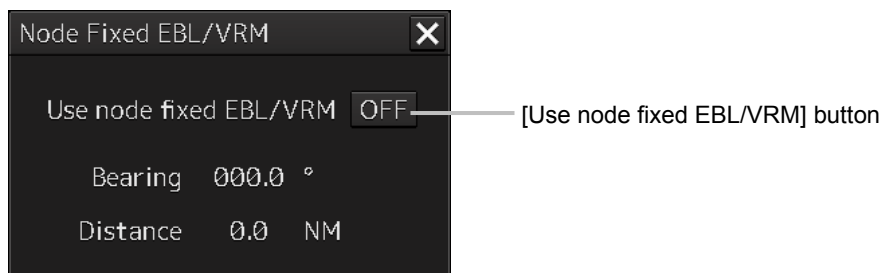 Node Fixed EBL/VRM
Use node fixed EBL/VRM OFF
[Use node fixed EBL/VRM] button
Bearing 000.0 °
Distance 0.0 NM